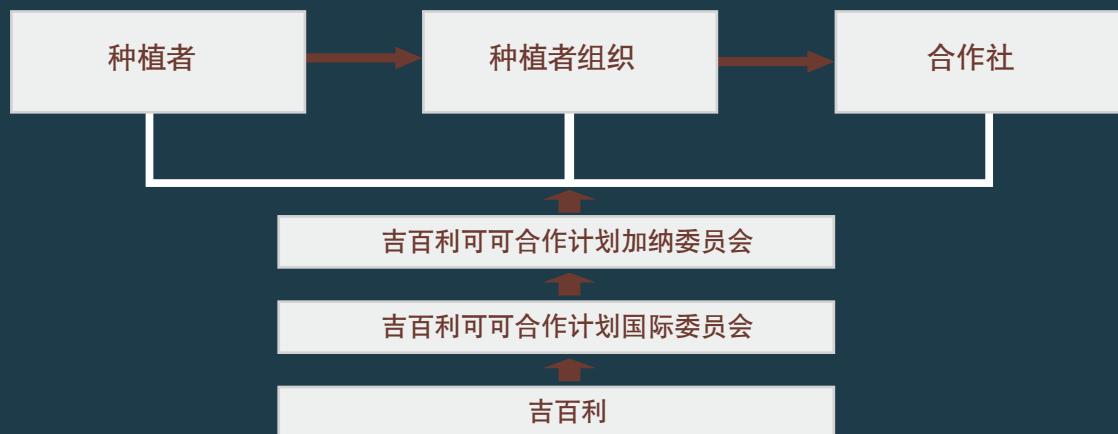 种植者
种植者组织
合作社
吉百利可可合作计划加纳委员会
吉百利可可合作计划国际委员会
吉百利